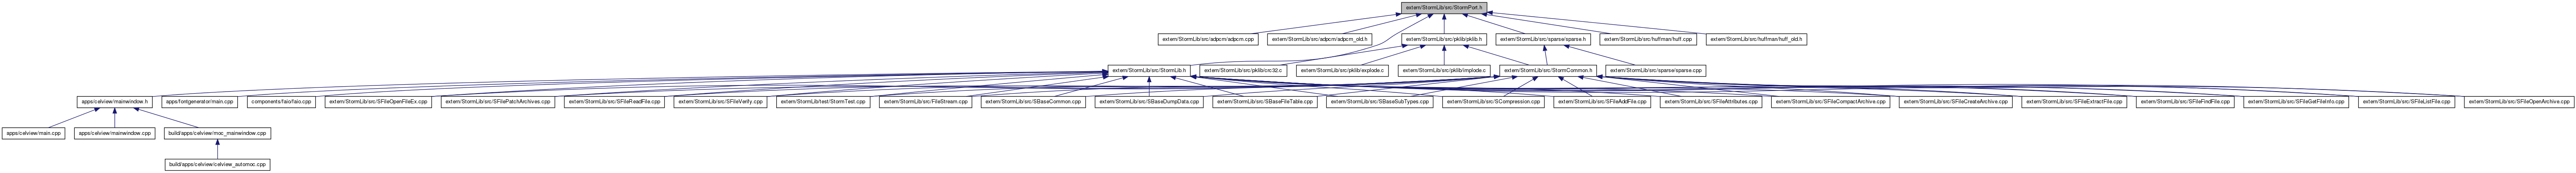 extern/StormLib/src/StormPort.h
extern/StormLib/src/adpcm/adpcm.cpp
extern/StormLib/src/adpcm/adpcm_old.h
extern/StormLib/src/pklib/pklib.h
extern/StormLib/src/sparse/sparse.h
extern/StormLib/src/huffman/huff.cpp
extern/StormLib/src/huffman/huff_old.h
extern/StormLib/src/StormLib.h
extern/StormLib/src/pklib/crc32.c
extern/StormLib/src/pklib/explode.c
extern/StormLib/src/pklib/implode.c
extern/StormLib/src/StormCommon.h
extern/StormLib/src/sparse/sparse.cpp
apps/celview/mainwindow.h
apps/fontgenerator/main.cpp
components/faio/faio.cpp
extern/StormLib/src/SFileOpenFileEx.cpp
extern/StormLib/src/SFilePatchArchives.cpp
extern/StormLib/src/SFileReadFile.cpp
extern/StormLib/src/SFileVerify.cpp
extern/StormLib/test/StormTest.cpp
extern/StormLib/src/FileStream.cpp
extern/StormLib/src/SBaseCommon.cpp
extern/StormLib/src/SBaseDumpData.cpp
extern/StormLib/src/SBaseFileTable.cpp
extern/StormLib/src/SBaseSubTypes.cpp
extern/StormLib/src/SCompression.cpp
extern/StormLib/src/SFileAddFile.cpp
extern/StormLib/src/SFileAttributes.cpp
extern/StormLib/src/SFileCompactArchive.cpp
extern/StormLib/src/SFileCreateArchive.cpp
extern/StormLib/src/SFileExtractFile.cpp
extern/StormLib/src/SFileFindFile.cpp
extern/StormLib/src/SFileGetFileInfo.cpp
extern/StormLib/src/SFileListFile.cpp
extern/StormLib/src/SFileOpenArchive.cpp
apps/celview/main.cpp
apps/celview/mainwindow.cpp
build/apps/celview/moc_mainwindow.cpp
build/apps/celview/celview_automoc.cpp